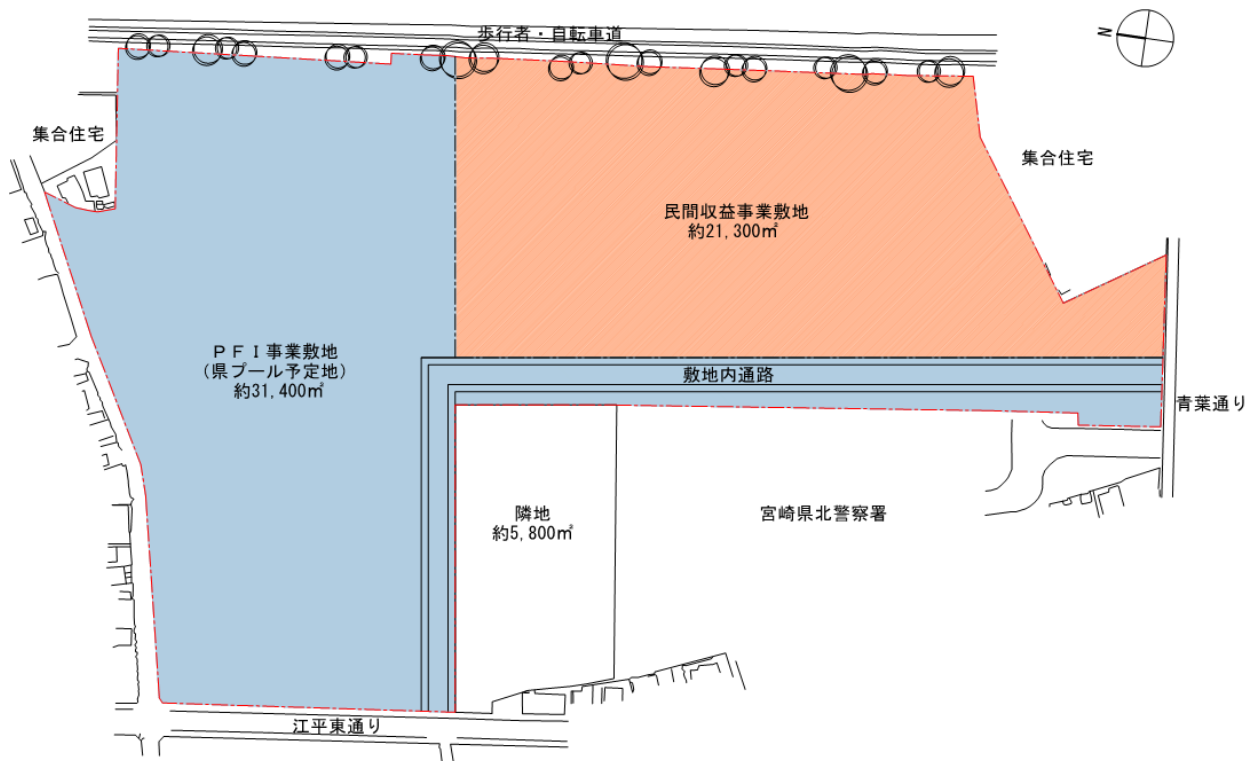 歩行者・自転車道
N
集合住宅
集合住宅
民間収益事業敷地
約21,300㎡
PFI事業敷地
(県プール予定地)
約31,400㎡
敷地内通路
青葉通り
隣地
約5,800㎡
宮崎県北警察署
江平東通り